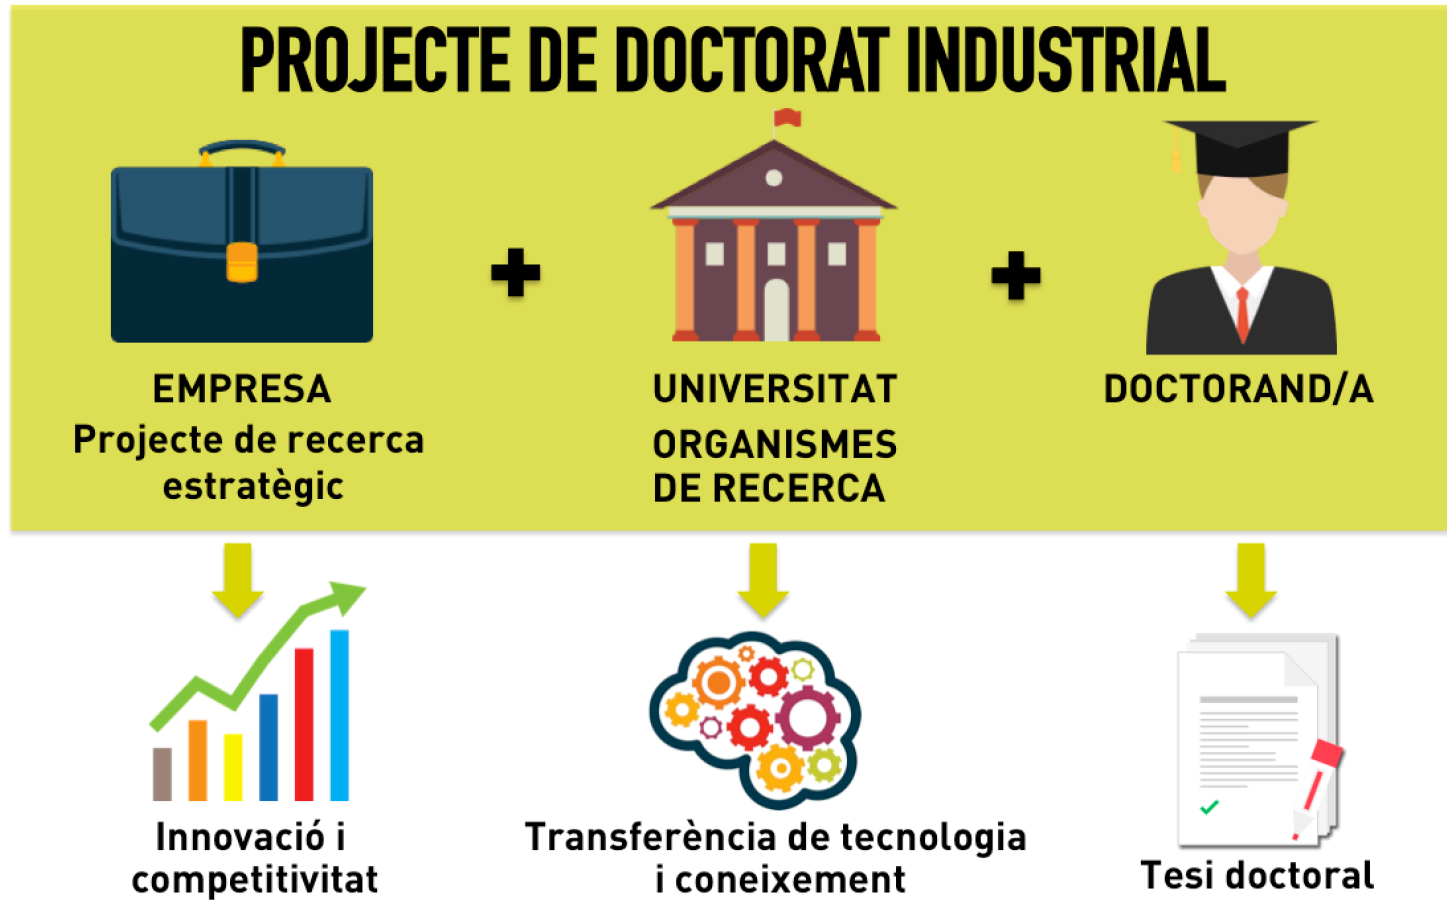 PROJECTE DE DOCTORAT INDUSTRIAL
EMPRESA
Projecte de recerca
estratègic
UNIVERSITAT
ORGANISMES
DE RECERCA
DOCTORAND/A
Innovació i
competitivitat
Transferència de tecnologia
i coneixement
Tesi doctoral